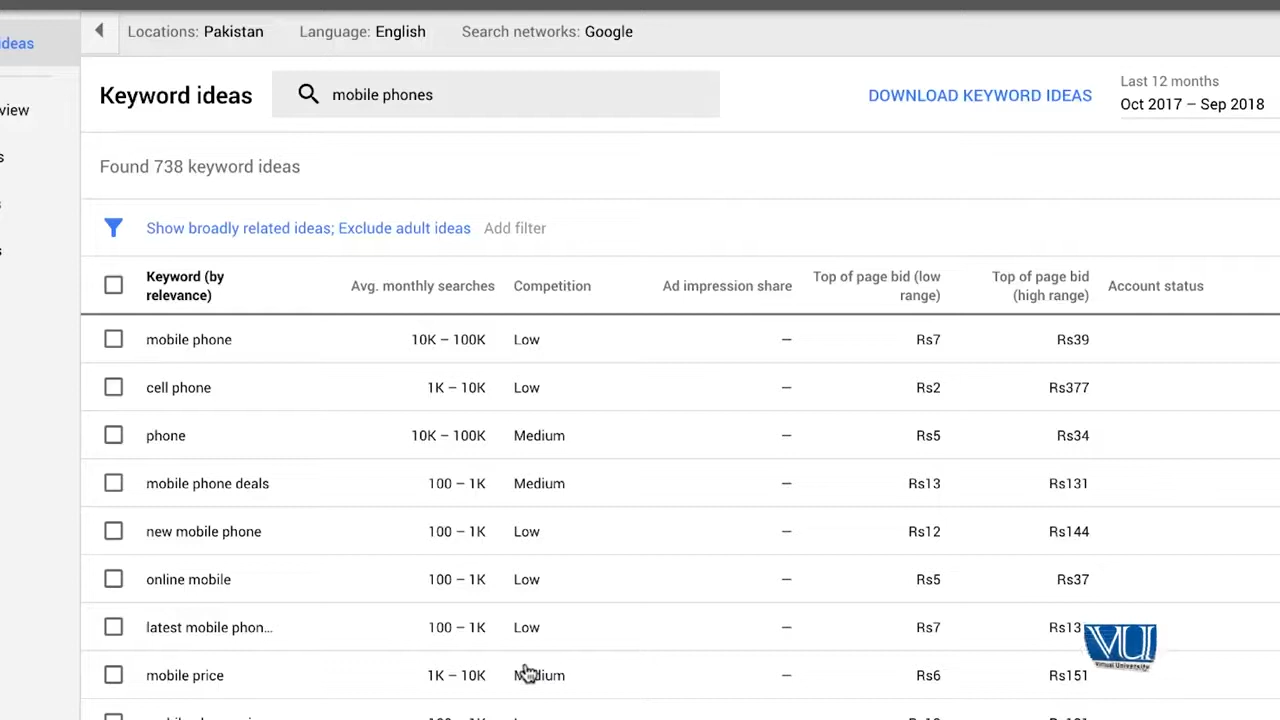 Locations: Pakistan Language: English Search networks: Google
ideas
Keyword ideas mobile phones DOWNLOAD KEYWORD IDEAS Last 12 months
Oct 2017 – Sep 2018
Found 738 keyword ideas
Show broadly related ideas; Exclude adult ideas Add filter
Keyword (by relevance) Avg. monthly searches Competition Ad impression share Top of page bid (low range) Top of page bid (high range) Account status
mobile phone 10K – 100K Low – Rs7 Rs39
cell phone 1K – 10K Low – Rs2 Rs377
phone 10K – 100K Medium – Rs5 Rs34
mobile phone deals 100 – 1K Medium – Rs13 Rs131
new mobile phone 100 – 1K Low – Rs12 Rs144
online mobile 100 – 1K Low – Rs5 Rs37
latest mobile phon... 100 – 1K Low – Rs7
mobile price 1K – 10K Medium – Rs6 Rs151
VU
Virtual University